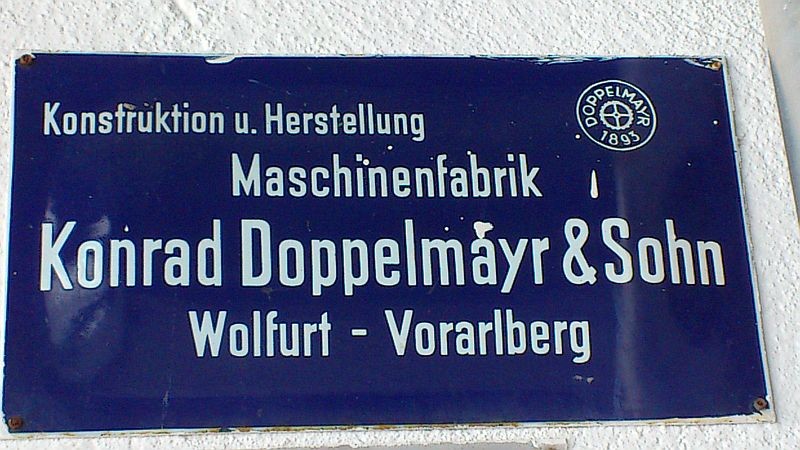 Konstruktion u. Herstellung
DOPPELMAYR
1893
Maschinenfabrik
Konrad Doppelmayr & Sohn
Wolfurt - Vorarlberg